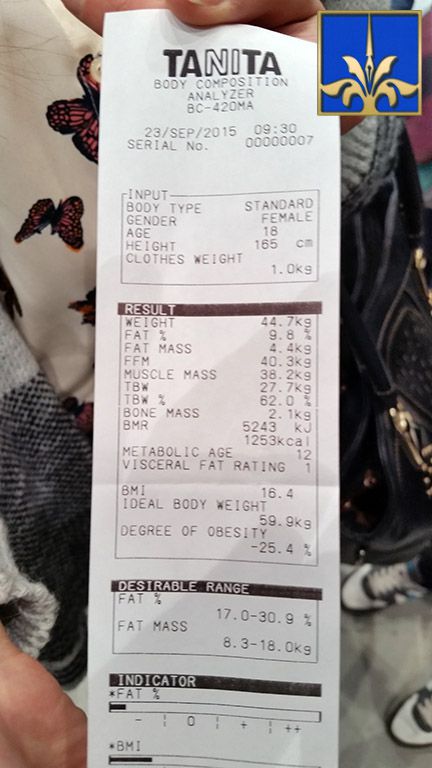 TANITA
BODY COMPOSITION
ANALYZER
BC-420MA
23/SEP/2015 09:30
SERIAL No. 00000007
INPUT
BODY TYPE STANDARD
GENDER FEMALE
AGE 18
HEIGHT 165 cm
CLOTHES WEIGHT
1.0kg
RESULT
WEIGHT 44.7kg
FAT % 9.8 %
FAT MASS 4.4kg
FFM 40.3kg
MUSCLE MASS 38.2kg
TBW 27.7kg
TBW % 62.0 %
BONE MASS 2.1kg
BMR 5243 kJ
1253kcal
METABOLIC AGE 12
VISCERAL FAT RATING 1
BMI 16.4
IDEAL BODY WEIGHT
59.9kg
DEGREE OF OBESITY
-25.4 %
DESIRABLE RANGE
FAT %
17.0-30.9 %
FAT MASS
8.3-18.0kg
INDICATOR
*FAT %
- | 0 | + | ++
*BMI